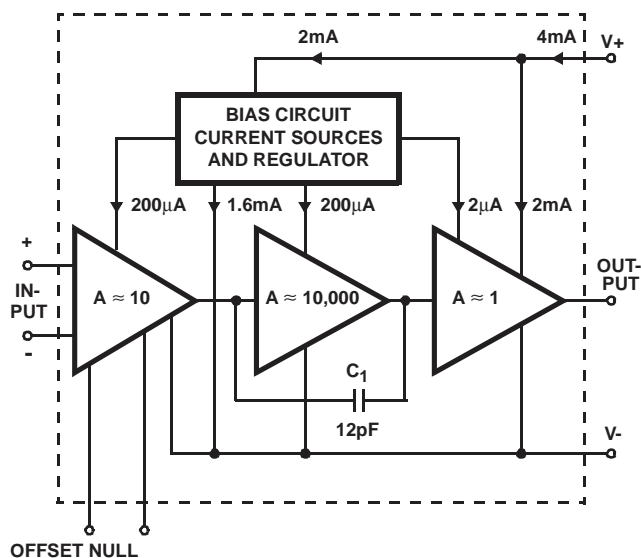 2mA
4mA
V+
BIAS CIRCUIT
CURRENT SOURCES
AND REGULATOR
200μA
1.6mA
200μA
2μA
2mA
+
IN-
PUT
-
A ≈ 10
A ≈ 10,000
A ≈ 1
OUT-
PUT
C1
12pF
V-
OFFSET NULL